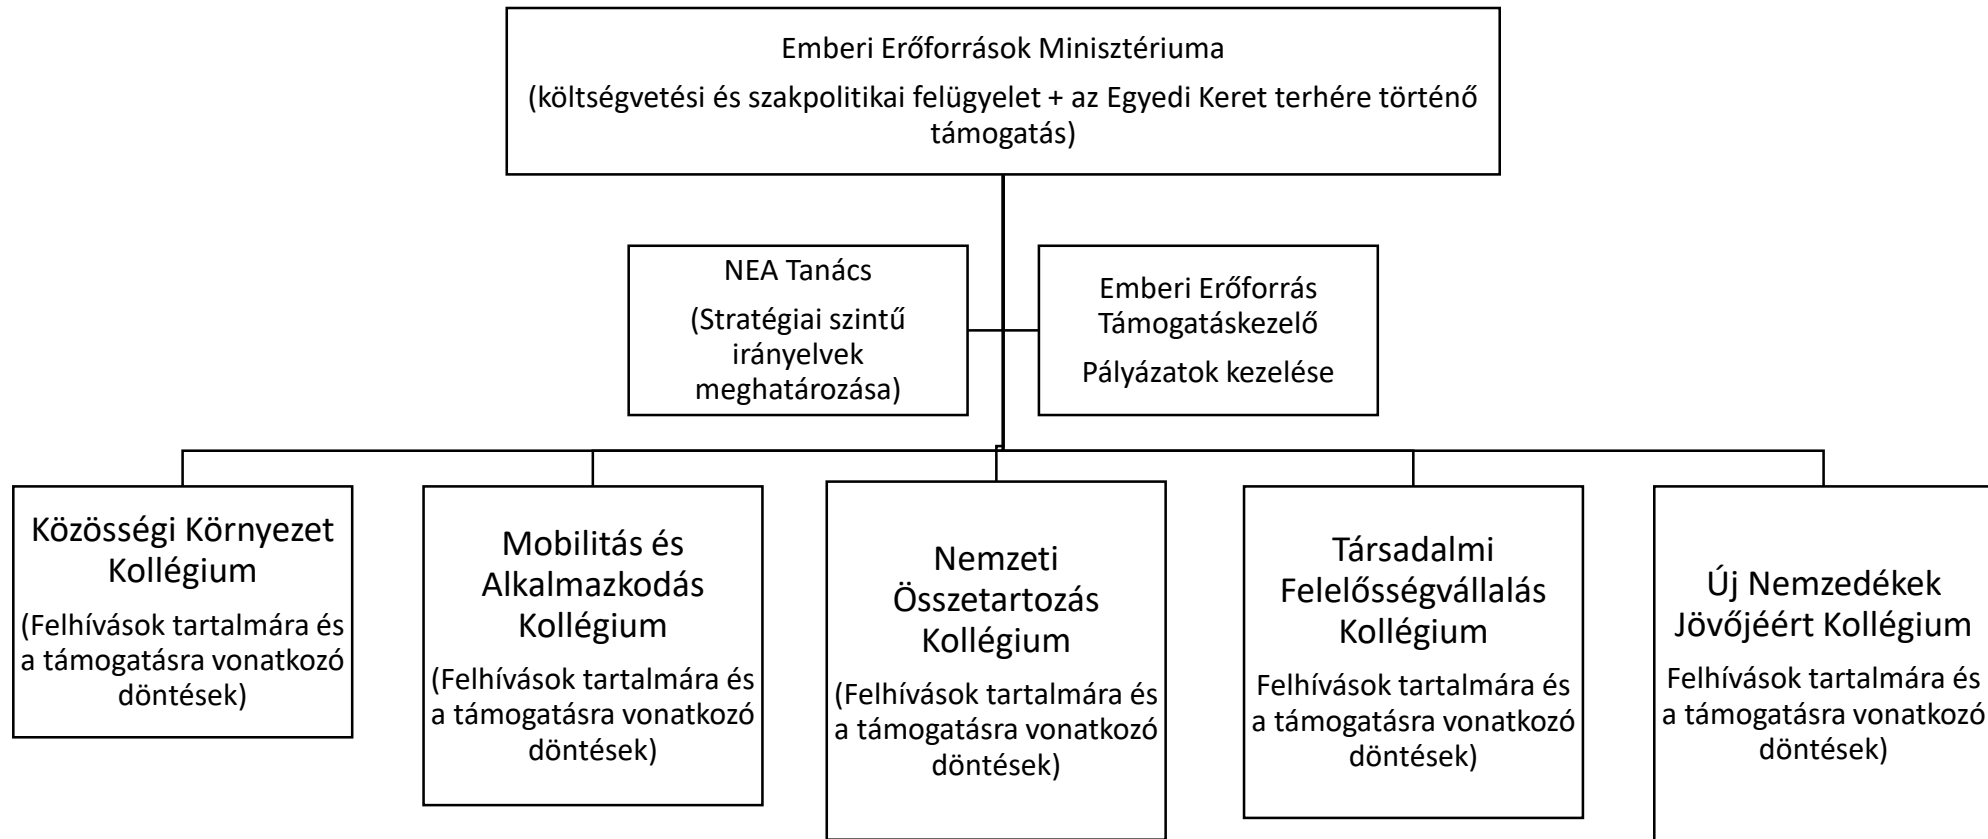 Emberi Erőforrások Minisztériuma
(költségvetési és szakpolitikai felügyelet + az Egyedi Keret terhére történő
támogatás)
NEA Tanács
(Stratégiai szintű
irányelvek
meghatározása)
Emberi Erőforrás
Támogatáskezelő
Pályázatok kezelése
Közösségi Környezet
Kollégium
(Felhívások tartalmára és
a támogatásra vonatkozó
döntések)
Mobilitás és
Alkalmazkodás
Kollégium
(Felhívások tartalmára és
a támogatásra vonatkozó
döntések)
Nemzeti
Összetartozás
Kollégium
(Felhívások tartalmára és
a támogatásra vonatkozó
döntések)
Társadalmi
Felelősségvállalás
Kollégium
Felhívások tartalmára és
a támogatásra vonatkozó
döntések)
Új Nemzedékek
Jövőjéért Kollégium
Felhívások tartalmára és
a támogatásra vonatkozó
döntések)